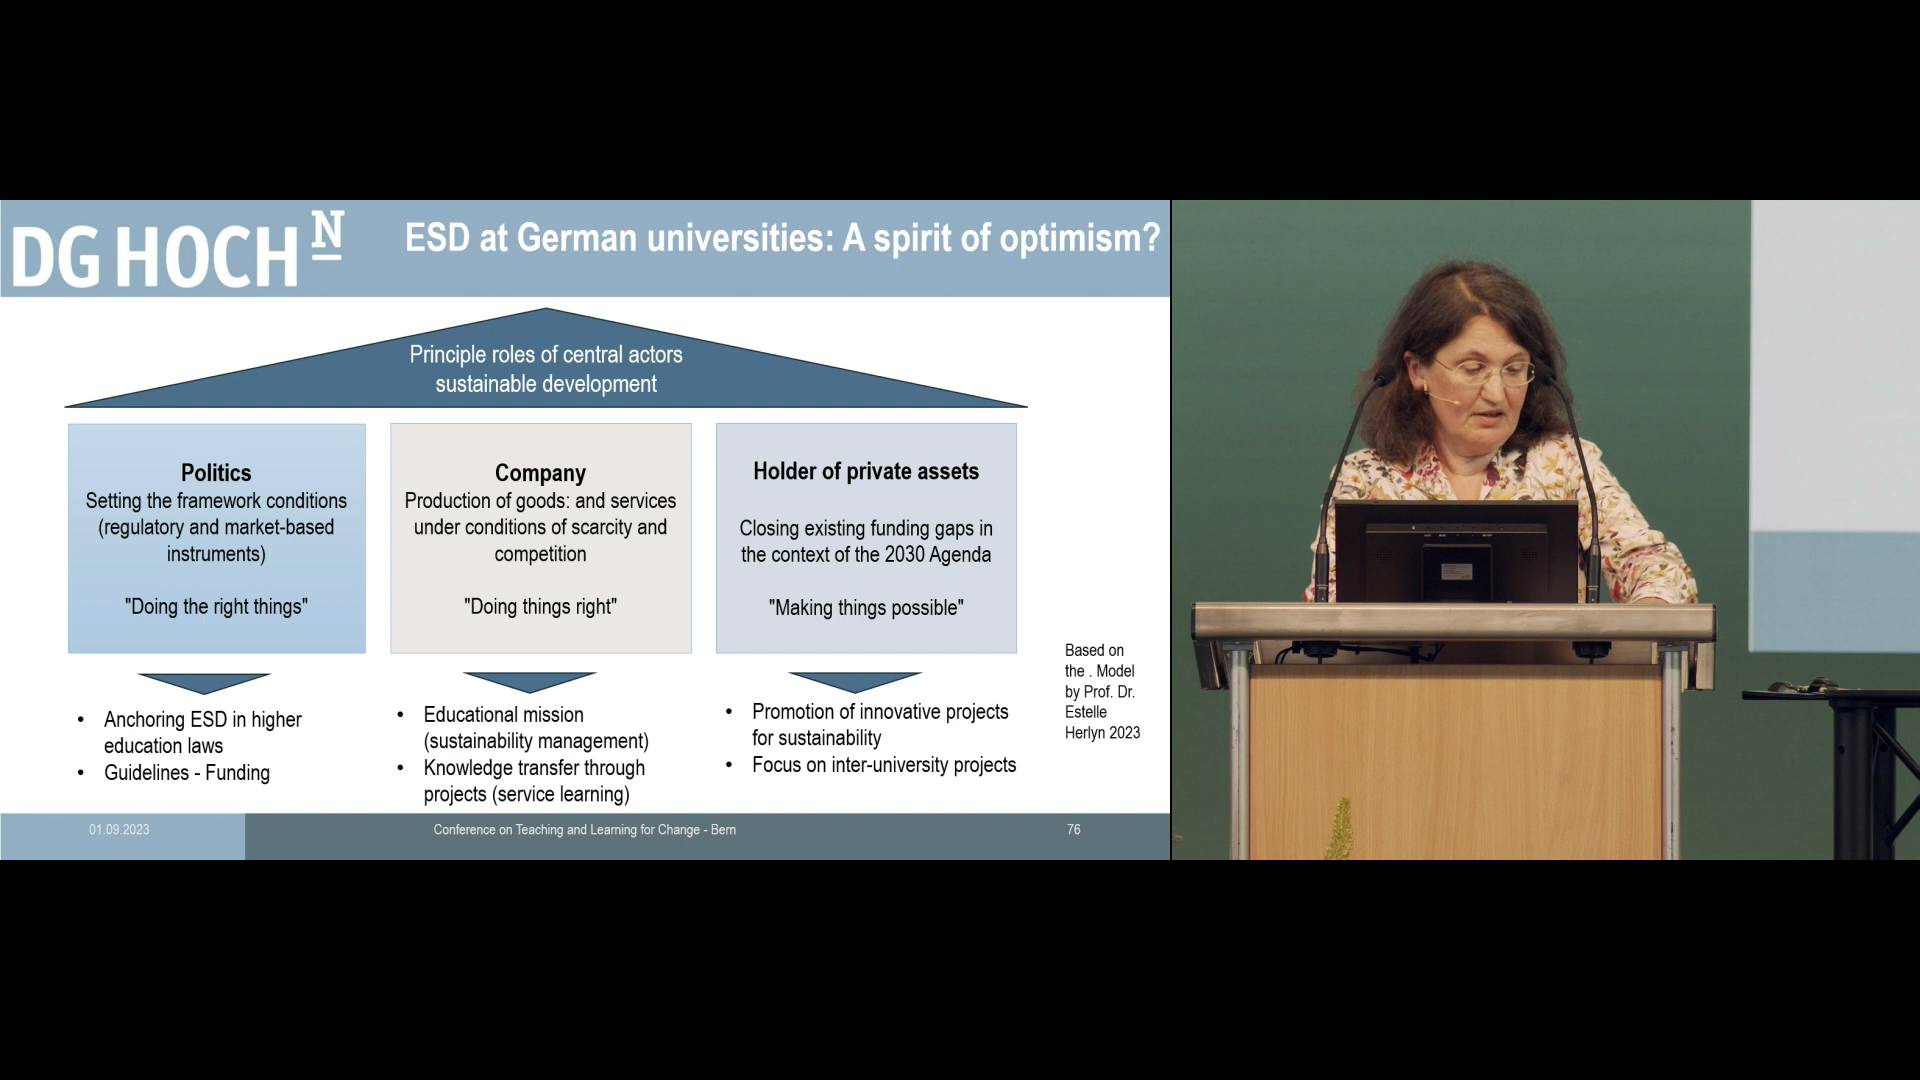 DG HOCH N
ESD at German universities: A spirit of optimism?
Principle roles of central actors
sustainable development
Politics
Setting the framework conditions
(regulatory and market-based
instruments)
"Doing the right things"
Company
Production of goods: and services
under conditions of scarcity and
competition
"Doing things right"
Holder of private assets
Closing existing funding gaps in
the context of the 2030 Agenda
"Making things possible"
• Anchoring ESD in higher
education laws
• Guidelines - Funding
• Educational mission
(sustainability management)
• Knowledge transfer through
projects (service learning)
• Promotion of innovative projects
for sustainability
• Focus on inter-university projects
Based on
the . Model
by Prof. Dr.
Estelle
Herlyn 2023
01.09.2023
Conference on Teaching and Learning for Change - Bern
76